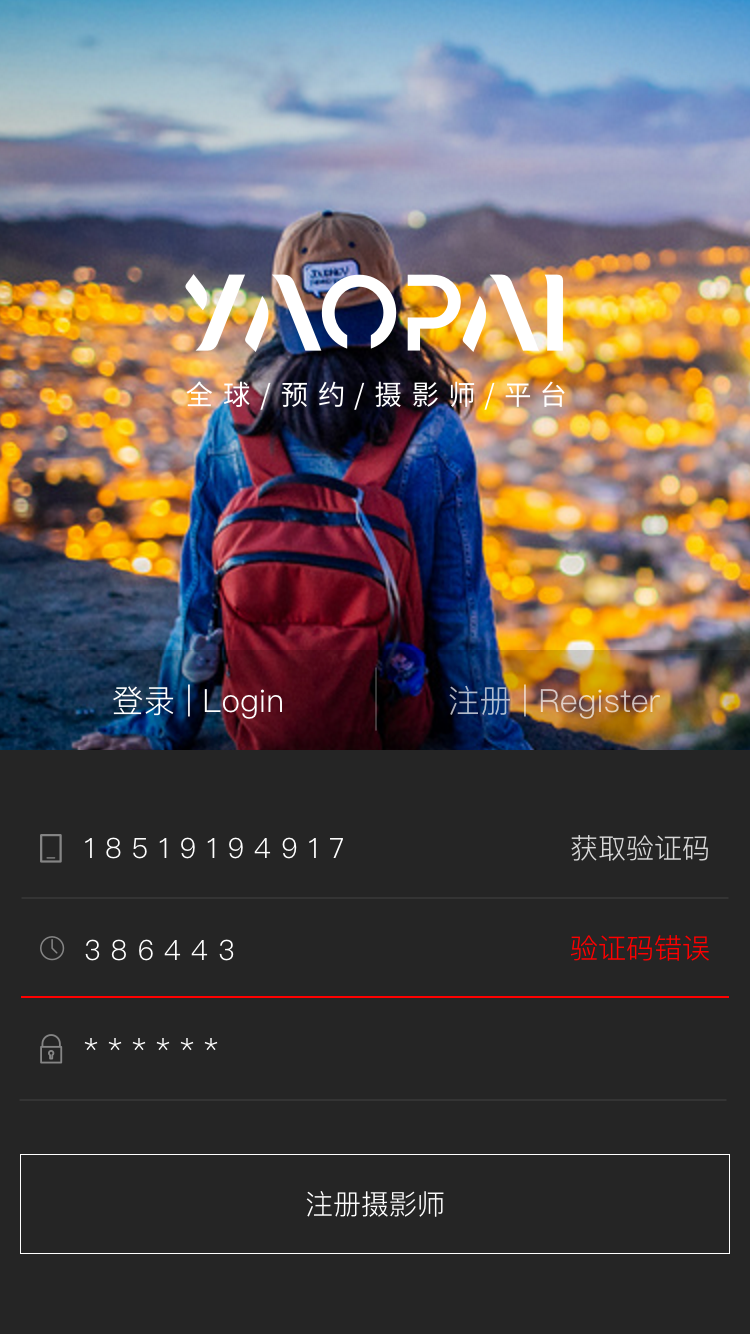 YAOPAI
全球/预约/摄影师/平台
登录 | Login 注册 | Register
18519194917 获取验证码
386443 验证码错误
******
注册摄影师